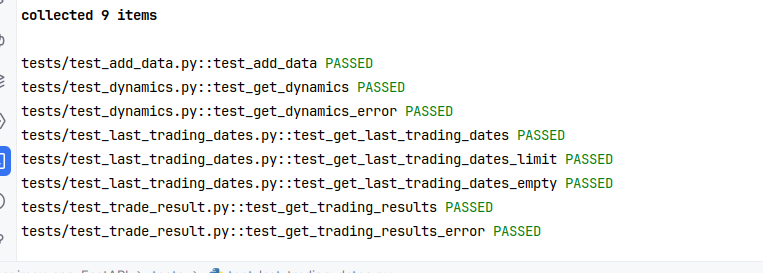 collected 9 items
tests/test_add_data.py::test_add_data PASSED
tests/test_dynamics.py::test_get_dynamics PASSED
tests/test_dynamics.py::test_get_dynamics_error PASSED
tests/test_last_trading_dates.py::test_get_last_trading_dates PASSED
tests/test_last_trading_dates.py::test_get_last_trading_dates_limit PASSED
tests/test_last_trading_dates.py::test_get_last_trading_dates_empty PASSED
tests/test_trade_result.py::test_get_trading_results PASSED
tests/test_trade_result.py::test_get_trading_results_error PASSED